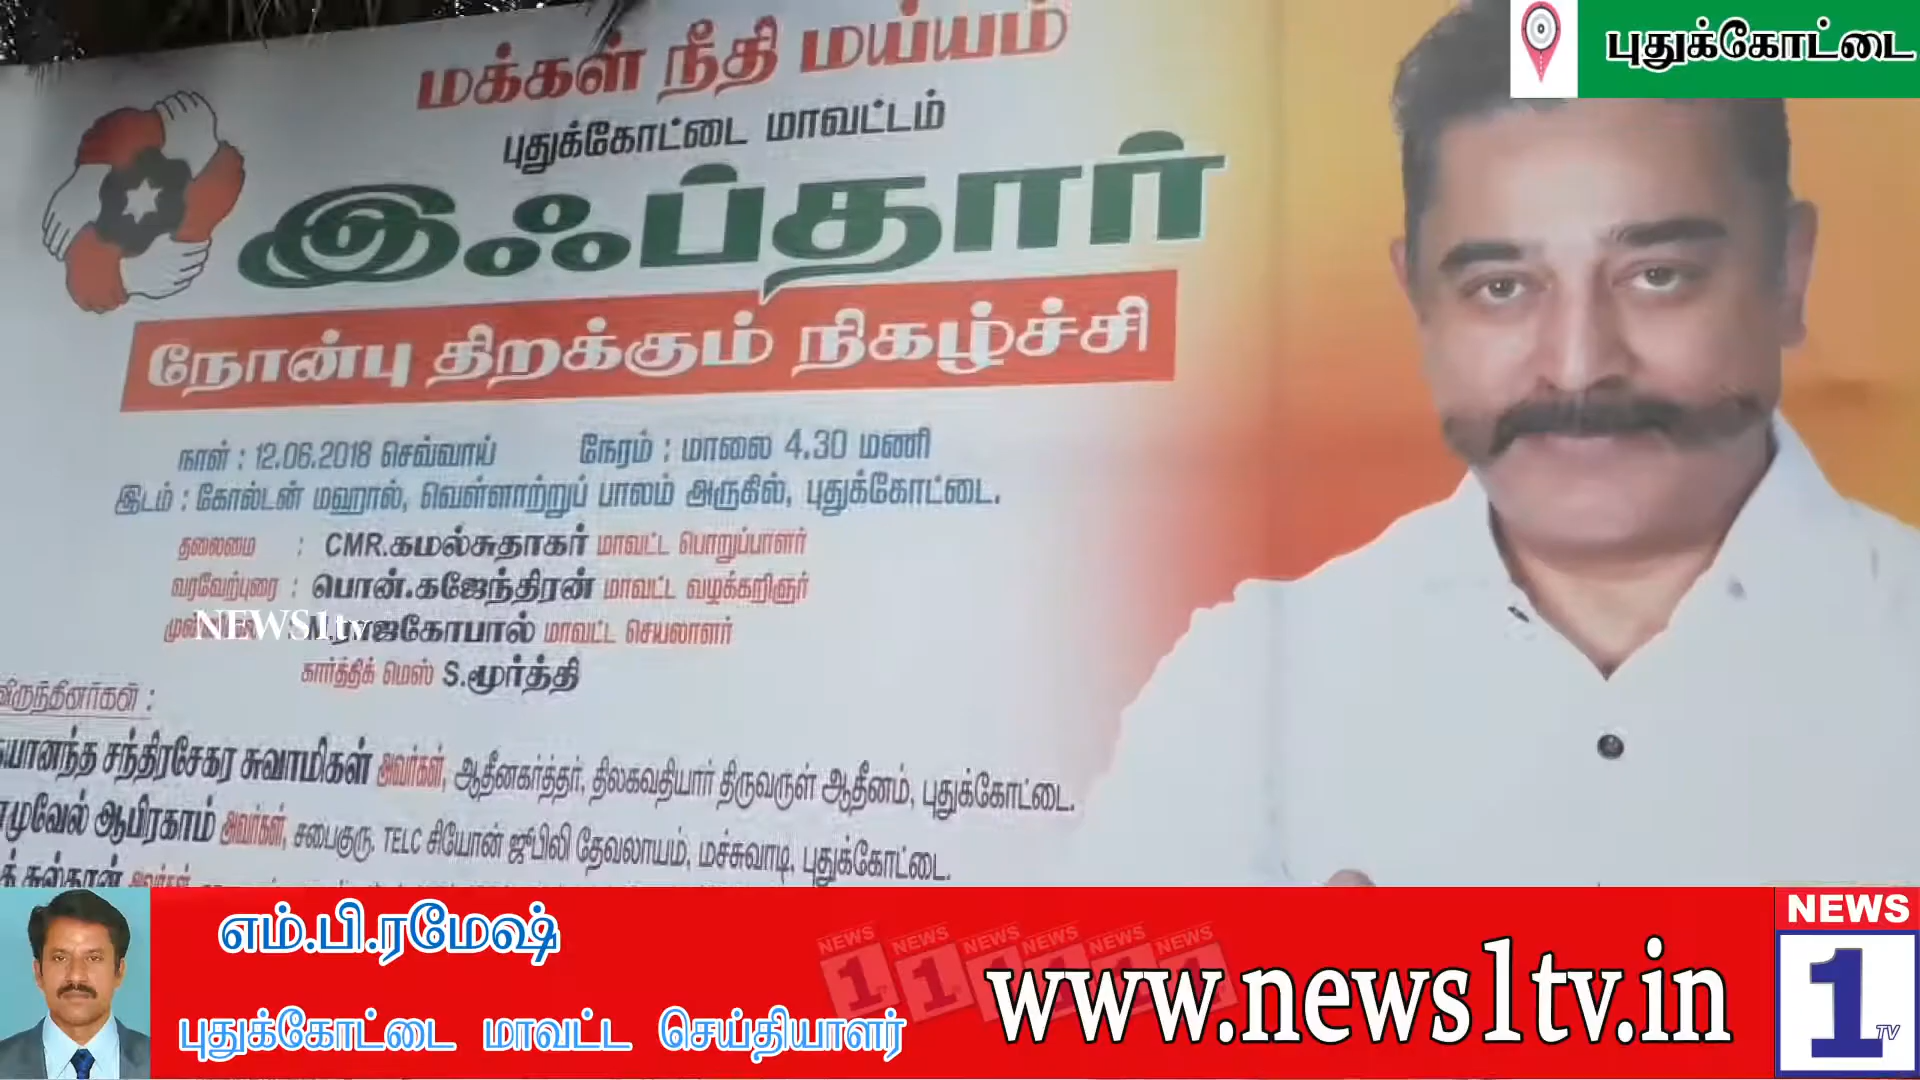 புதுக்கோட்டை
மக்கள் நீதி மய்யம்
புதுக்கோட்டை மாவட்டம்
இஃப்தார்
நோன்பு திறக்கும் நிகழ்ச்சி
நாள் : 12.06.2018 செவ்வாய் நேரம் : மாலை 4.30 மணி
இடம் : கோல்டன் மஹால், வெள்ளாற்றுப் பாலம் அருகில், புதுக்கோட்டை.
தலைமை : CMR.கமல்சுதாகர் மாவட்ட பொறுப்பாளர்
வரவேற்புரை : பொன்.கஜேந்திரன் மாவட்ட வழக்கறிஞர்
NEWS1tv
ராஜகோபால் மாவட்ட செயலாளர்
கார்த்திக் மெஸ் S.மூர்த்தி
சந்திரசேகர சுவாமிகள் அவர்கள், ஆதீனகர்த்தர், திலகவதியார் திருவருள் ஆதீனம், புதுக்கோட்டை.
ஆபிரகாம் அவர்கள், சபைகுரு. TELC சியோன் ஜூபிலி தேவலாயம், மச்சுவாடி, புதுக்கோட்டை.
எம்.பி.ரமேஷ்
புதுக்கோட்டை மாவட்ட செய்தியாளர்
www.news1tv.in
NEWS
1
TV